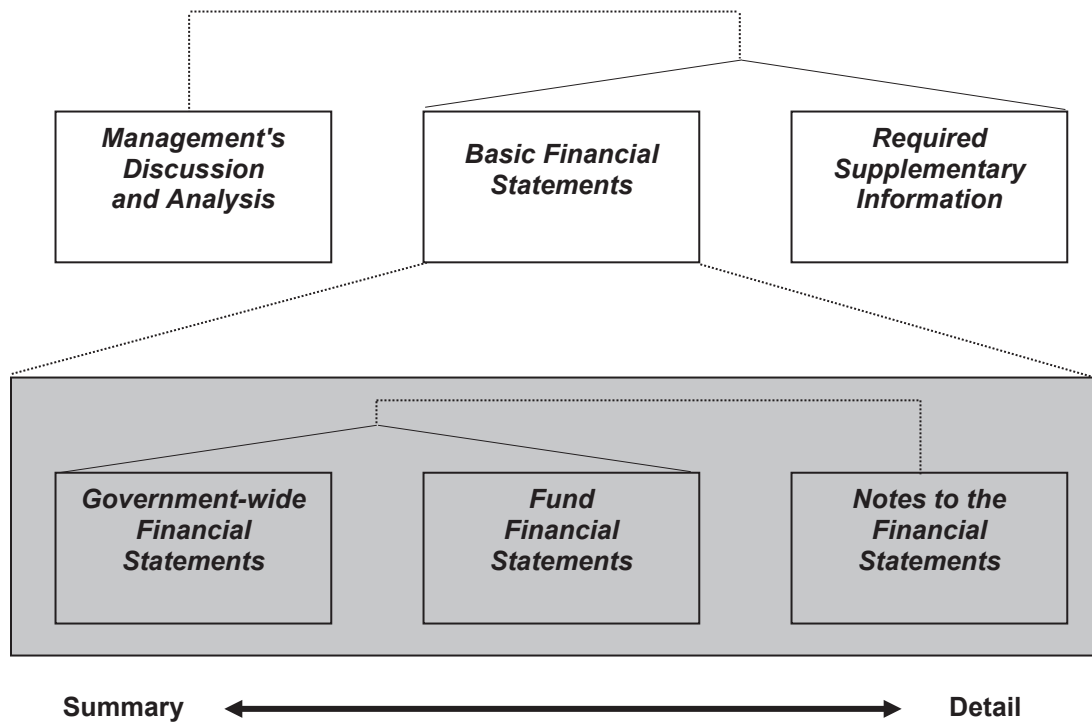 Management's
Discussion
and Analysis
Basic Financial
Statements
Required
Supplementary
Information
Government-wide
Financial
Statements
Fund
Financial
Statements
Notes to the
Financial
Statements
Summary
Detail